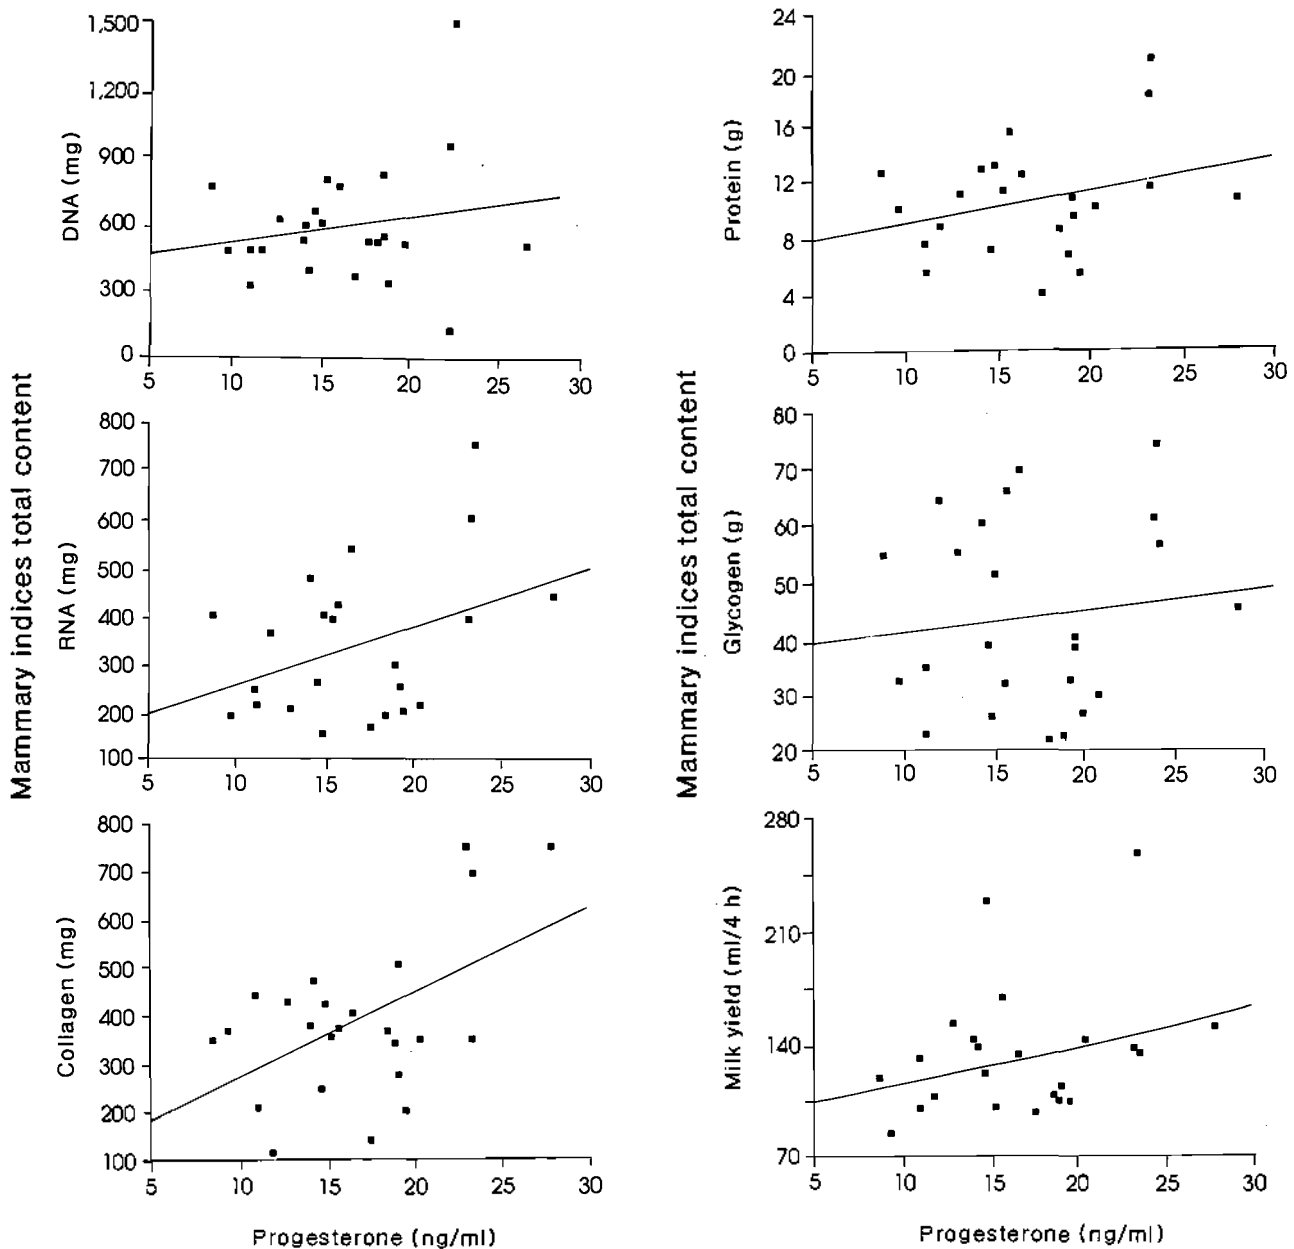 Mammary indices total content
DNA (mg)
1,500
1,200
900
600
300
0
5 10 15 20 25 30
RNA (mg)
800
700
600
500
400
300
200
100
5 10 15 20 25 30
Collagen (mg)
800
700
600
500
400
300
200
100
5 10 15 20 25 30
Progesterone (ng/ml)
Mammary indices total content
Protein (g)
24
20
16
12
8
4
0
5 10 15 20 25 30
Glycogen (g)
80
70
60
50
40
30
20
5 10 15 20 25 30
Milk yield (ml/4 h)
280
210
140
70
5 10 15 20 25 30
Progesterone (ng/ml)